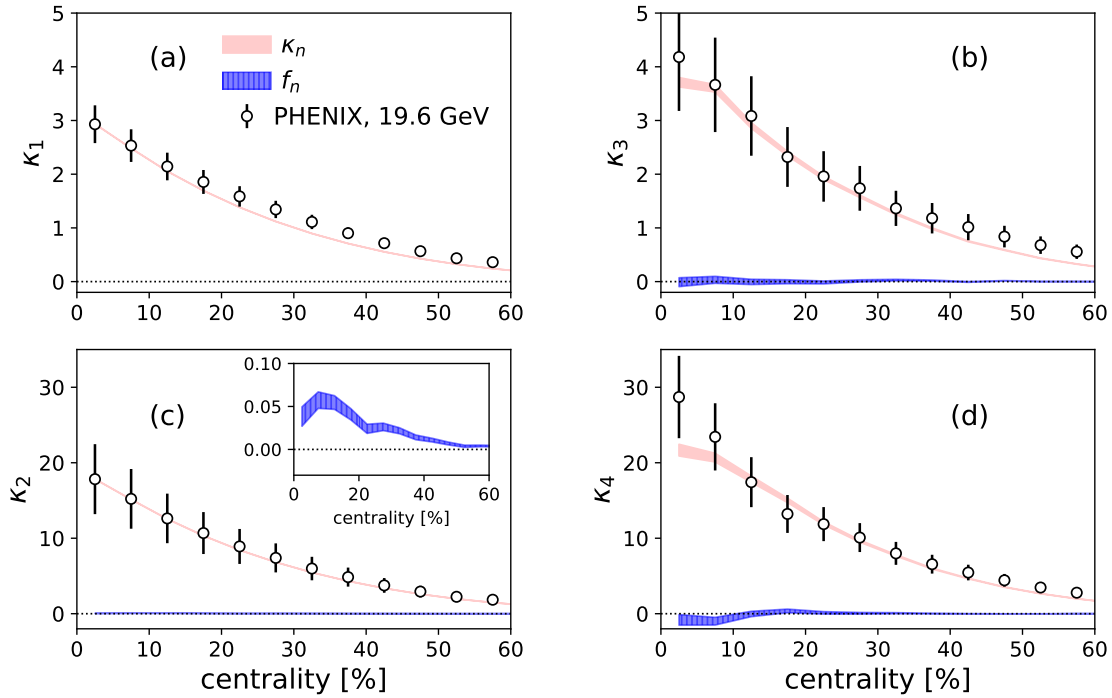 5
4
3
2
1
0
κ1
(a)
κn
fn
PHENIX, 19.6 GeV
0 10 20 30 40 50 60
5
4
3
2
1
0
κ3
(b)
0 10 20 30 40 50 60
30
20
10
0
κ2
(c)
0.10
0.05
0.00
0 20 40 60
centrality [%]
0 10 20 30 40 50 60
centrality [%]
30
20
10
0
κ4
(d)
0 10 20 30 40 50 60
centrality [%]